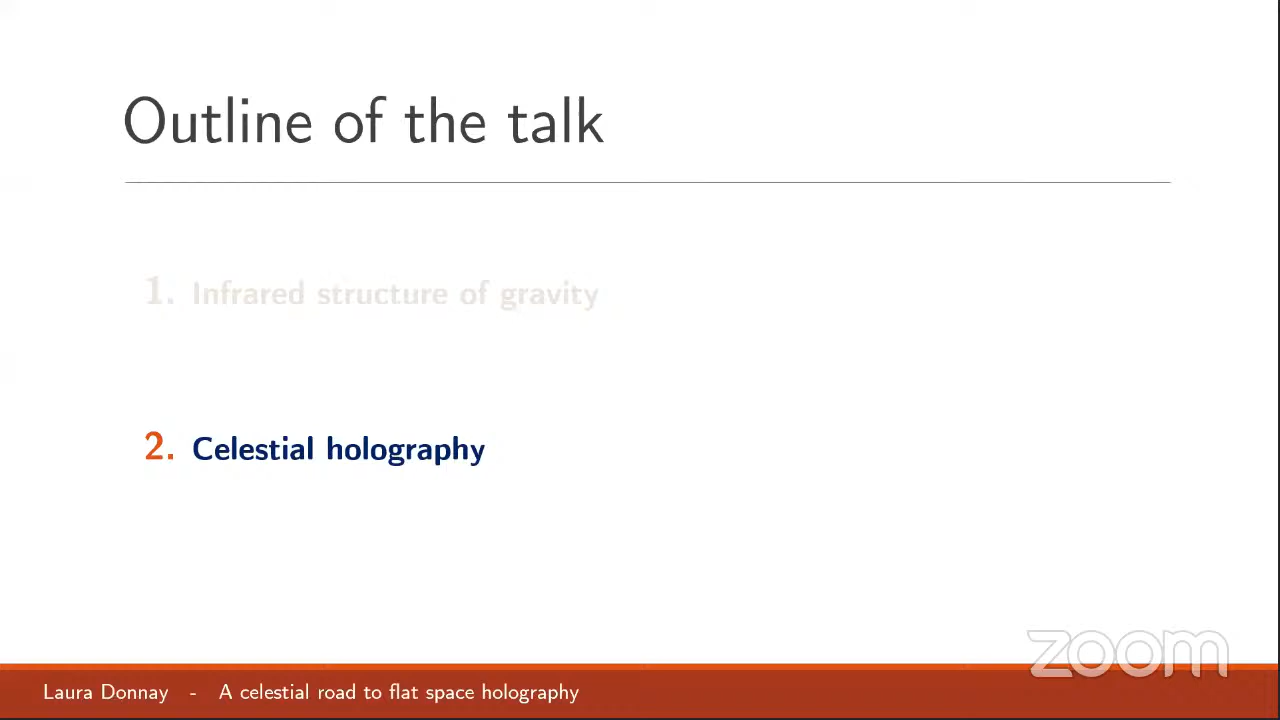 Outline of the talk
1. Infrared structure of gravity
2. Celestial holography
zoom
Laura Donnay - A celestial road to flat space holography